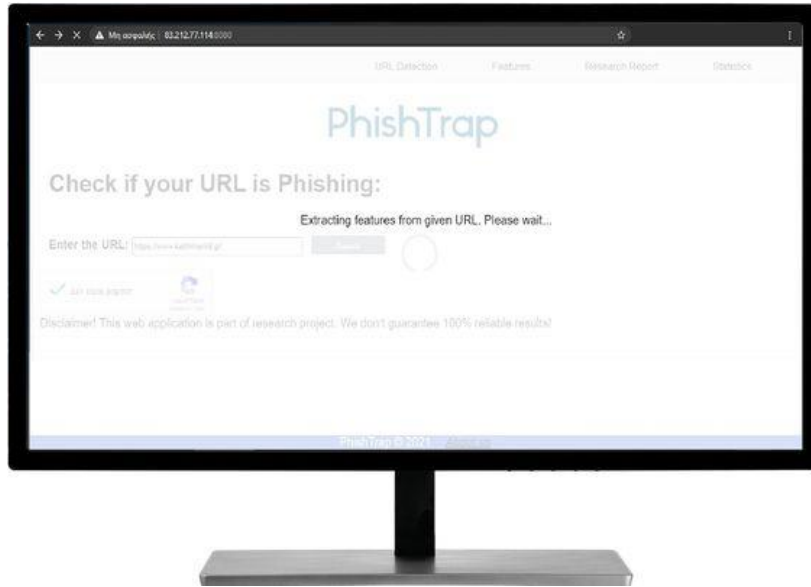 Μη ασφαλής 83.212.77.114:8080
URL Detection Features Research Report Statistics
PhishTrap
Check if your URL is Phishing:
Extracting features from given URL. Please wait...
Enter the URL:
Disclaimer! This web application is part of research project. We don't guarantee 100% reliable results!
PhishTrap © 2021 About us